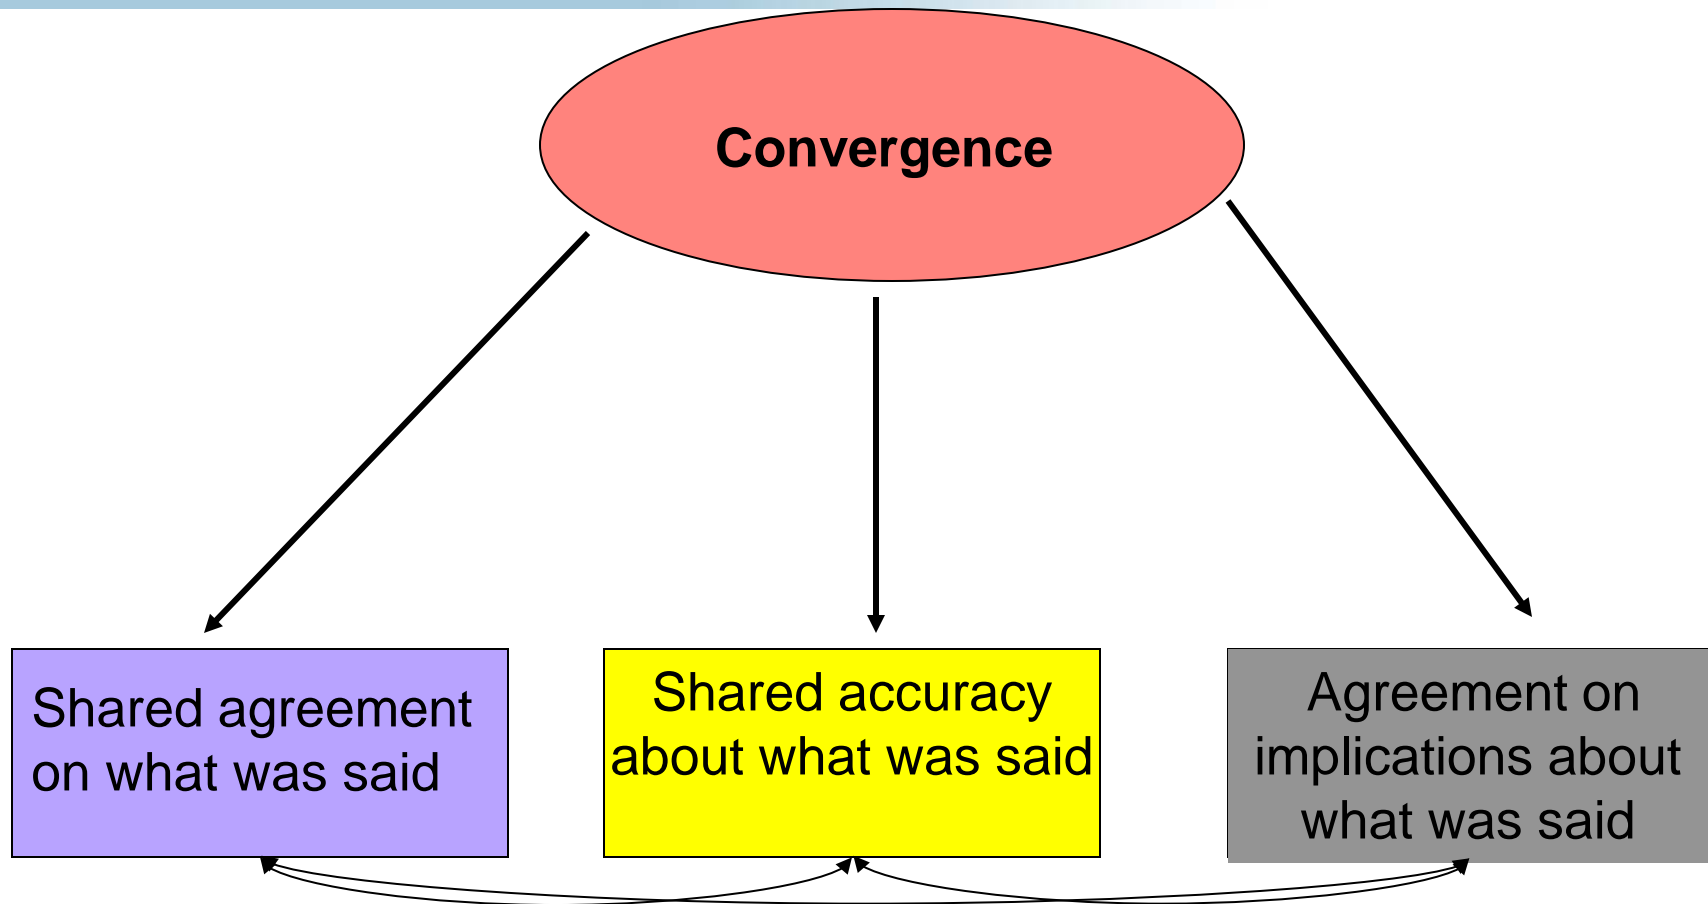 Convergence
Shared agreement
on what was said
Shared accuracy
about what was said
Agreement on
implications about
what was said